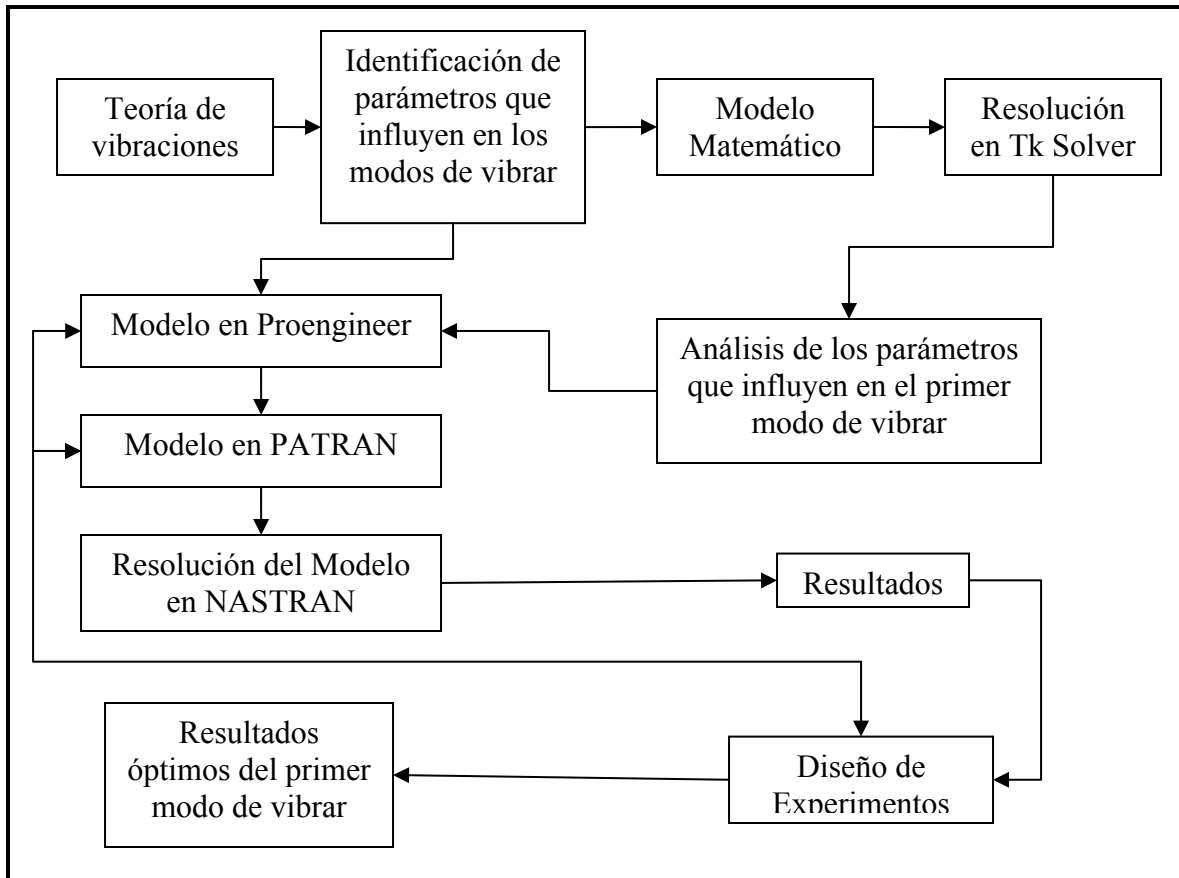 Teoría de
vibraciones
Identificación de
parámetros que
influyen en los
modos de vibrar
Modelo
Matemático
Resolución
en Tk Solver
Modelo en Proengineer
Análisis de los parámetros
que influyen en el primer
modo de vibrar
Modelo en PATRAN
Resolución del Modelo
en NASTRAN
Resultados
Resultados
óptimos del primer
modo de vibrar
Diseño de
Experimentos